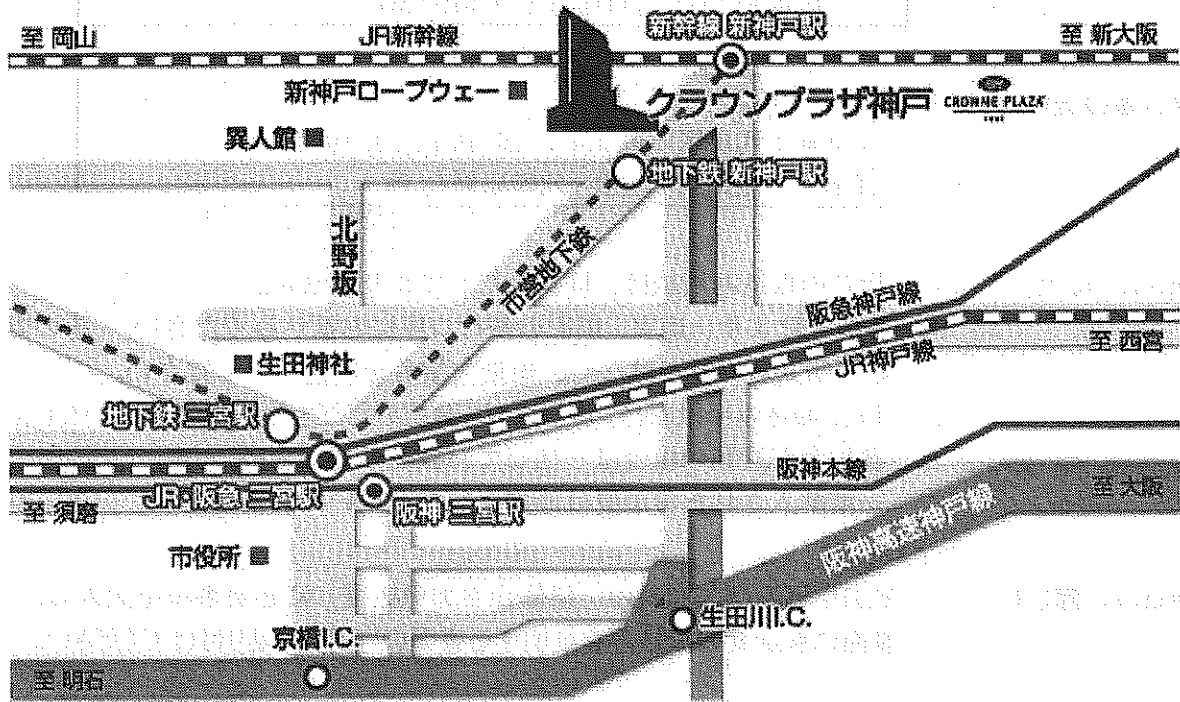 至 岡山
JR新幹線
新幹線 新神戸駅
至 新大阪
新神戸ロープウェー
クラウンプラザ神戸
CROWNE PLAZA
異人館
地下鉄 新神戸駅
北野坂
市営地下鉄
阪急神戸線
JR神戸線
至 西宮
生田神社
地下鉄 三宮駅
阪神本線
JR・阪急 三宮駅
至 須磨
阪神 三宮駅
至 大阪
阪神高速神戸線
市役所
生田川I.C.
京橋I.C.
至 明石